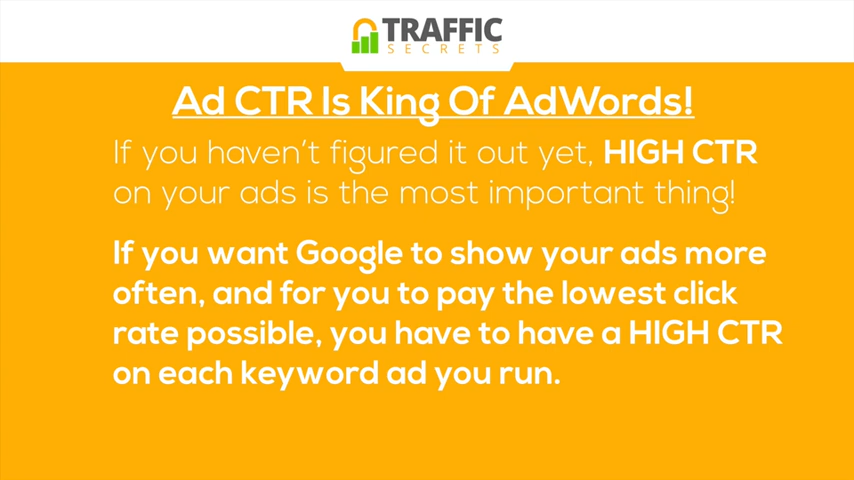 TRAFFIC
SECRETS
Ad CTR Is King Of AdWords!
If you haven't figured it out yet, HIGH CTR
on your ads is the most important thing!
If you want Google to show your ads more
often, and for you to pay the lowest click
rate possible, you have to have a HIGH CTR
on each keyword ad you run.